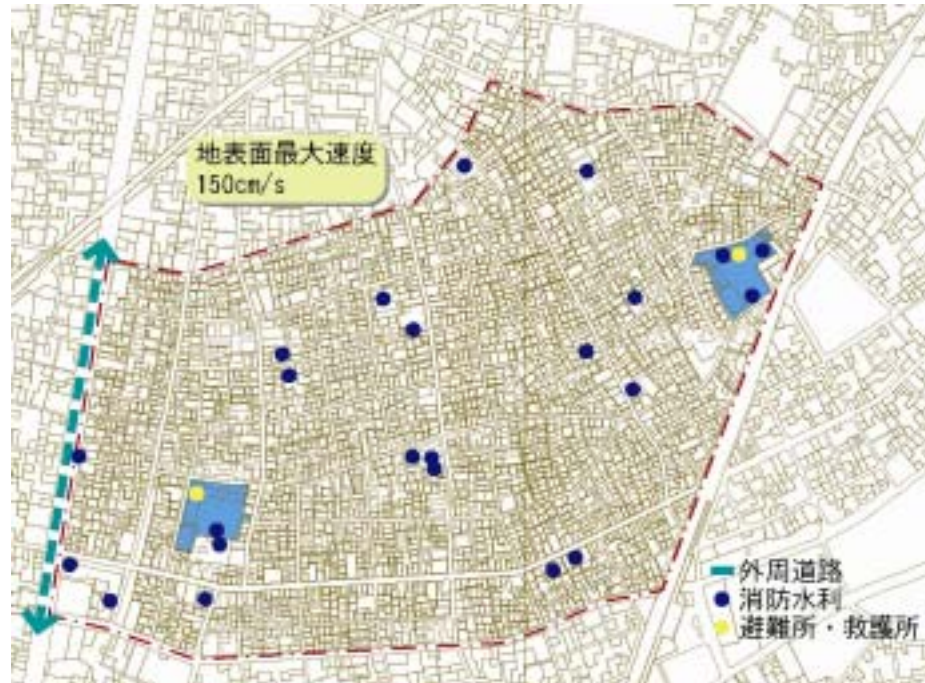 地表面最大速度
150cm/s
外周道路
消防水利
避難所・救護所